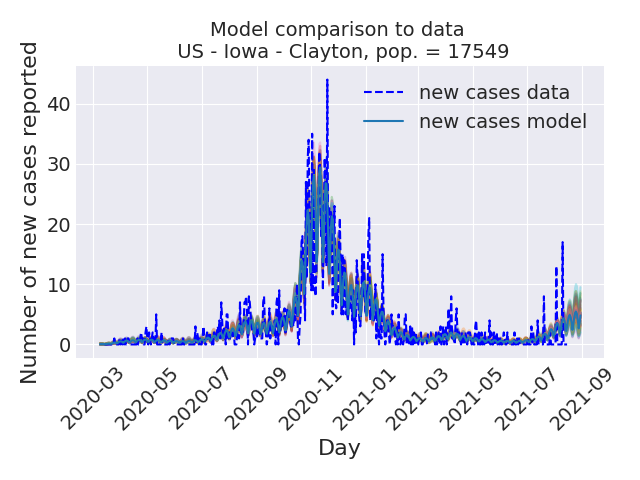 Model comparison to data
US - Iowa - Clayton, pop. = 17549
Number of new cases reported
40
30
20
10
0
new cases data
new cases model
2020-03
2020-05
2020-07
2020-09
2020-11
2021-01
2021-03
2021-05
2021-07
2021-09
Day